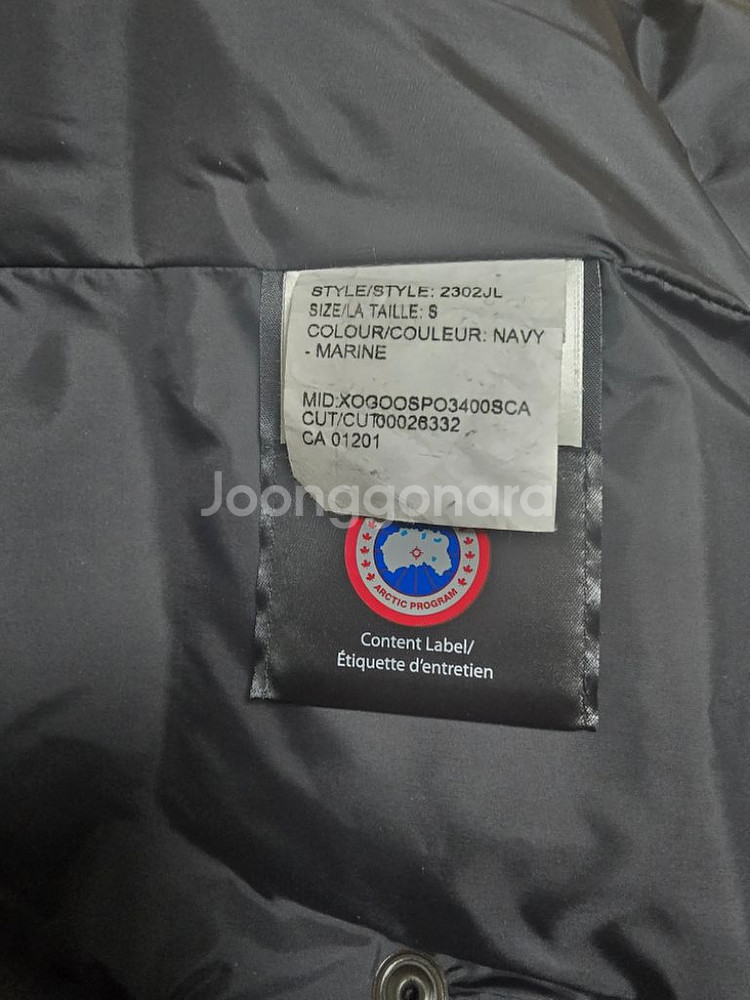 STYLE/STYLE: 2302JL
SIZE/LA TAILLE: S
COLOUR/COULEUR: NAVY
- MARINE
MID:XOGOOSPO3400SCA
CUT/CUT00026332
CA 01201
Joonggonara
ARCTIC PROGRAM
Content Label/
Étiquette d'entretien